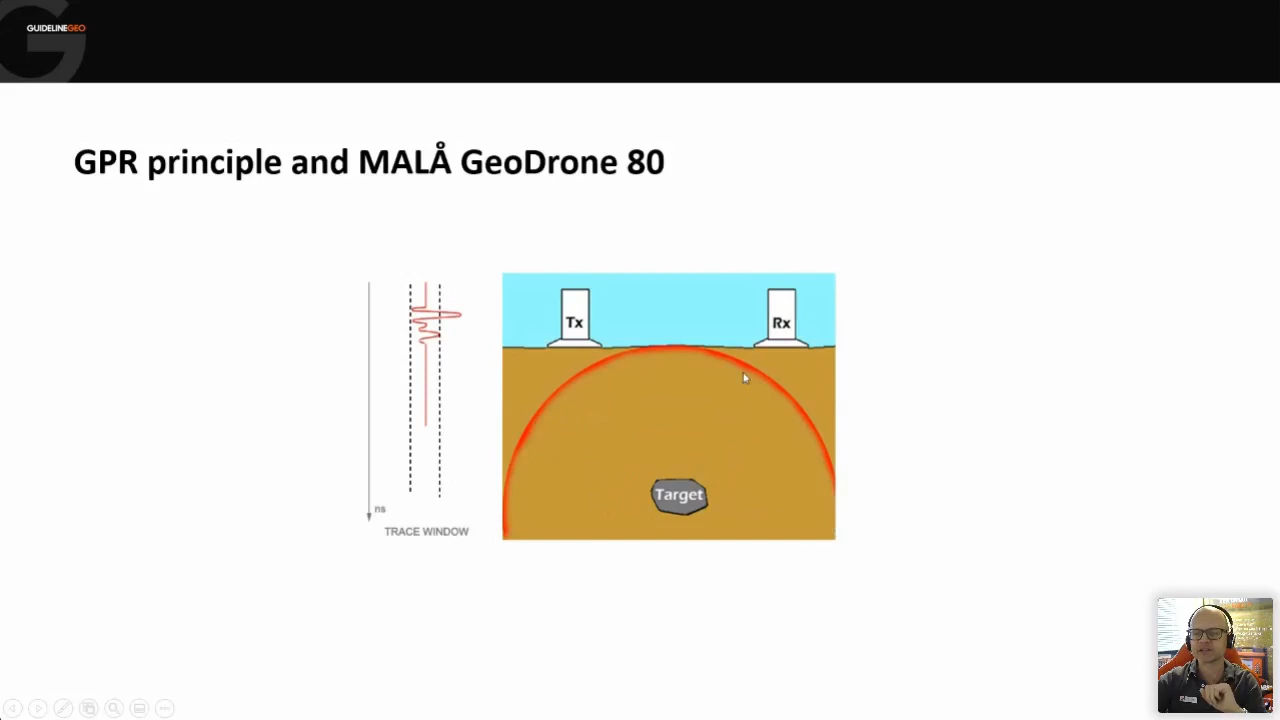 GUIDELINEGEO
GPR principle and MALÅ GeoDrone 80
Tx
Rx
Target
ns
TRACE WINDOW